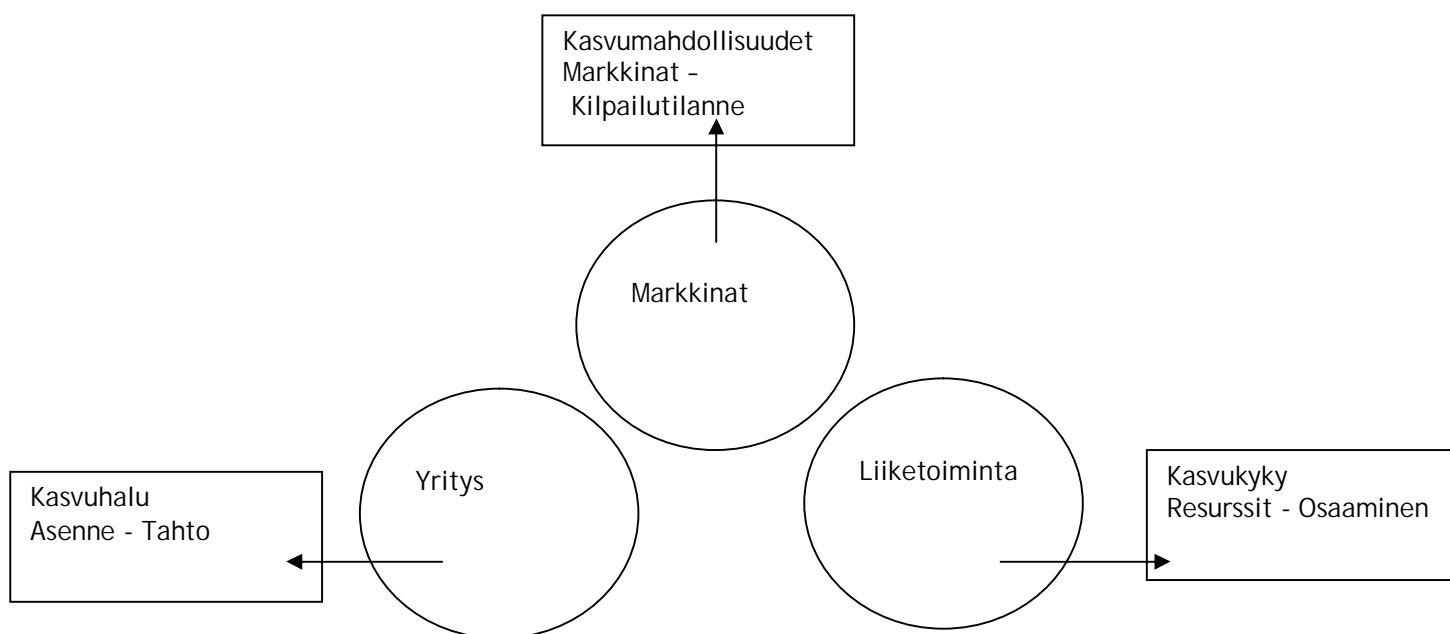 Kasvumahdollisuudet
Markkinat –
Kilpailutilanne
Markkinat
Yritys
Liiketoiminta
Kasvuhalu
Asenne - Tahto
Kasvukyky
Resurssit - Osaaminen